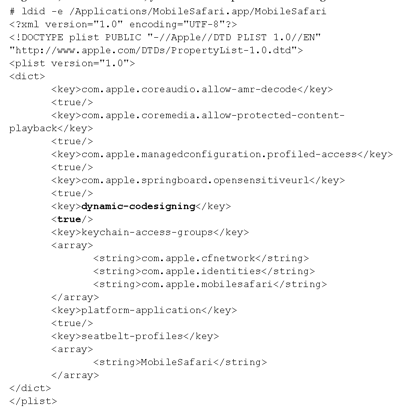 # ldid -e /Applications/MobileSafari.app/MobileSafari
<?xml version="1.0" encoding="UTF-8"?>
<!DOCTYPE plist PUBLIC "-//Apple//DTD PLIST 1.0//EN"
"http://www.apple.com/DTDs/PropertyList-1.0.dtd">
<plist version="1.0">
<dict>
<key>com.apple.coreaudio.allow-amr-decode</key>
<true/>
<key>com.apple.coremedia.allow-protected-content-
playback</key>
<true/>
<key>com.apple.managedconfiguration.profiled-access</key>
<true/>
<key>com.apple.springboard.opensensitiveurl</key>
<true/>
<key>dynamic-codesigning</key>
<true/>
<key>keychain-access-groups</key>
<array>
<string>com.apple.cfnetwork</string>
<string>com.apple.identities</string>
<string>com.apple.mobilesafari</string>
</array>
<key>platform-application</key>
<true/>
<key>seatbelt-profiles</key>
<array>
<string>MobileSafari</string>
</array>
</dict>
</plist>